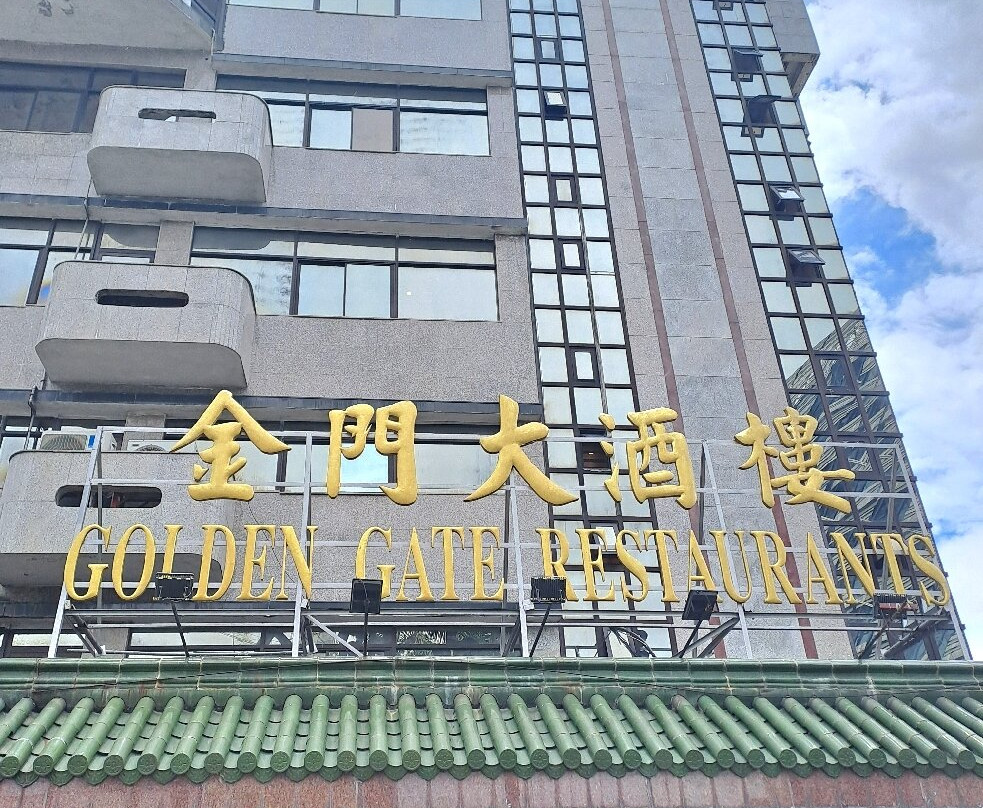 金門大酒樓
GOLDEN GATE RESTAURANTS